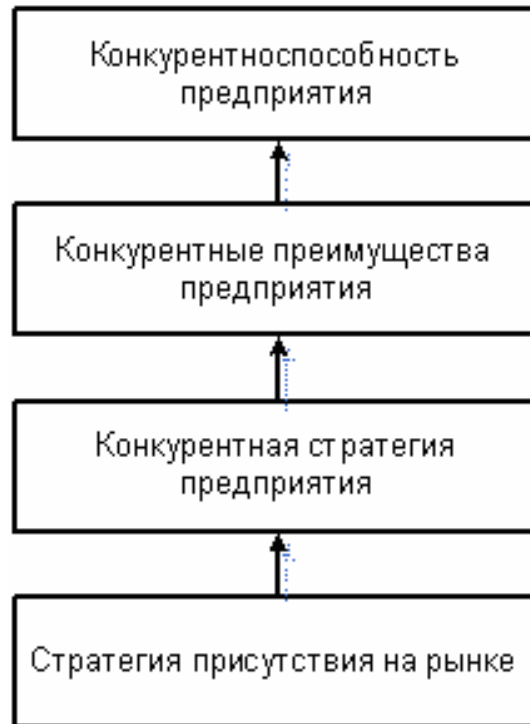 Конкурентноспособность
предприятия
Конкурентные преимущества
предприятия
Конкурентная стратегия
предприятия
Стратегия присутствия на рынке